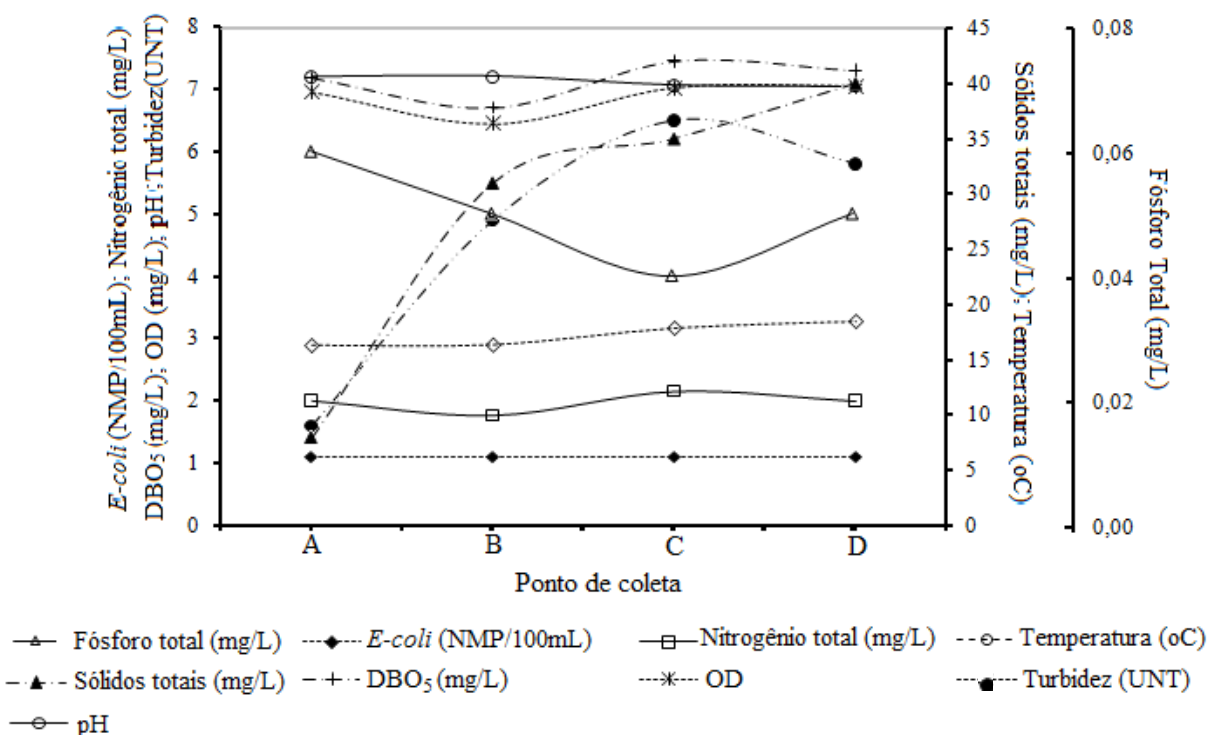 E-coli (NMP/100mL); Nitrogênio total (mg/L)
DBO₅ (mg/L); OD (mg/L); pH; Turbidez(UNT)
8
7
6
5
4
3
2
1
0
45
40
35
30
25
20
15
10
5
0
Sólidos totais (mg/L); Temperatura (oC)
0,08
0,06
0,04
0,02
0,00
Fósforo Total (mg/L)
A B C D
Ponto de coleta
Fósforo total (mg/L) E-coli (NMP/100mL) Nitrogênio total (mg/L) Temperatura (oC)
Sólidos totais (mg/L) DBO₅ (mg/L) OD Turbidez (UNT)
pH